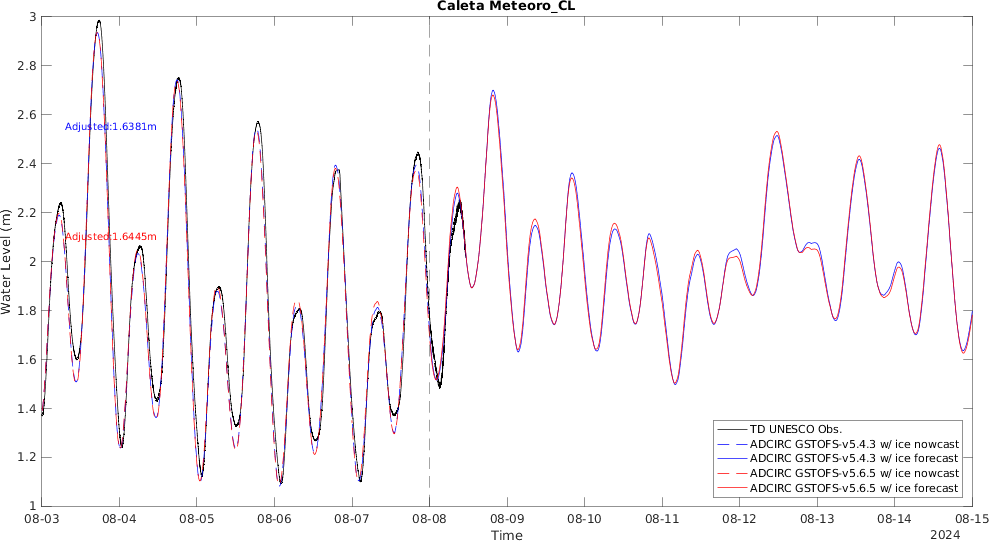 Caleta Meteoro_CL
3
2.8
2.6
2.4
2.2
2
1.8
1.6
1.4
1.2
1
Water Level (m)
Adjusted:1.6381m
Adjusted:1.6445m
TD UNESCO Obs.
ADCIRC GSTOFS-v5.4.3 w/ ice nowcast
ADCIRC GSTOFS-v5.4.3 w/ ice forecast
ADCIRC GSTOFS-v5.6.5 w/ ice nowcast
ADCIRC GSTOFS-v5.6.5 w/ ice forecast
08-03 08-04 08-05 08-06 08-07 08-08 08-09 08-10 08-11 08-12 08-13 08-14 08-15
Time
2024